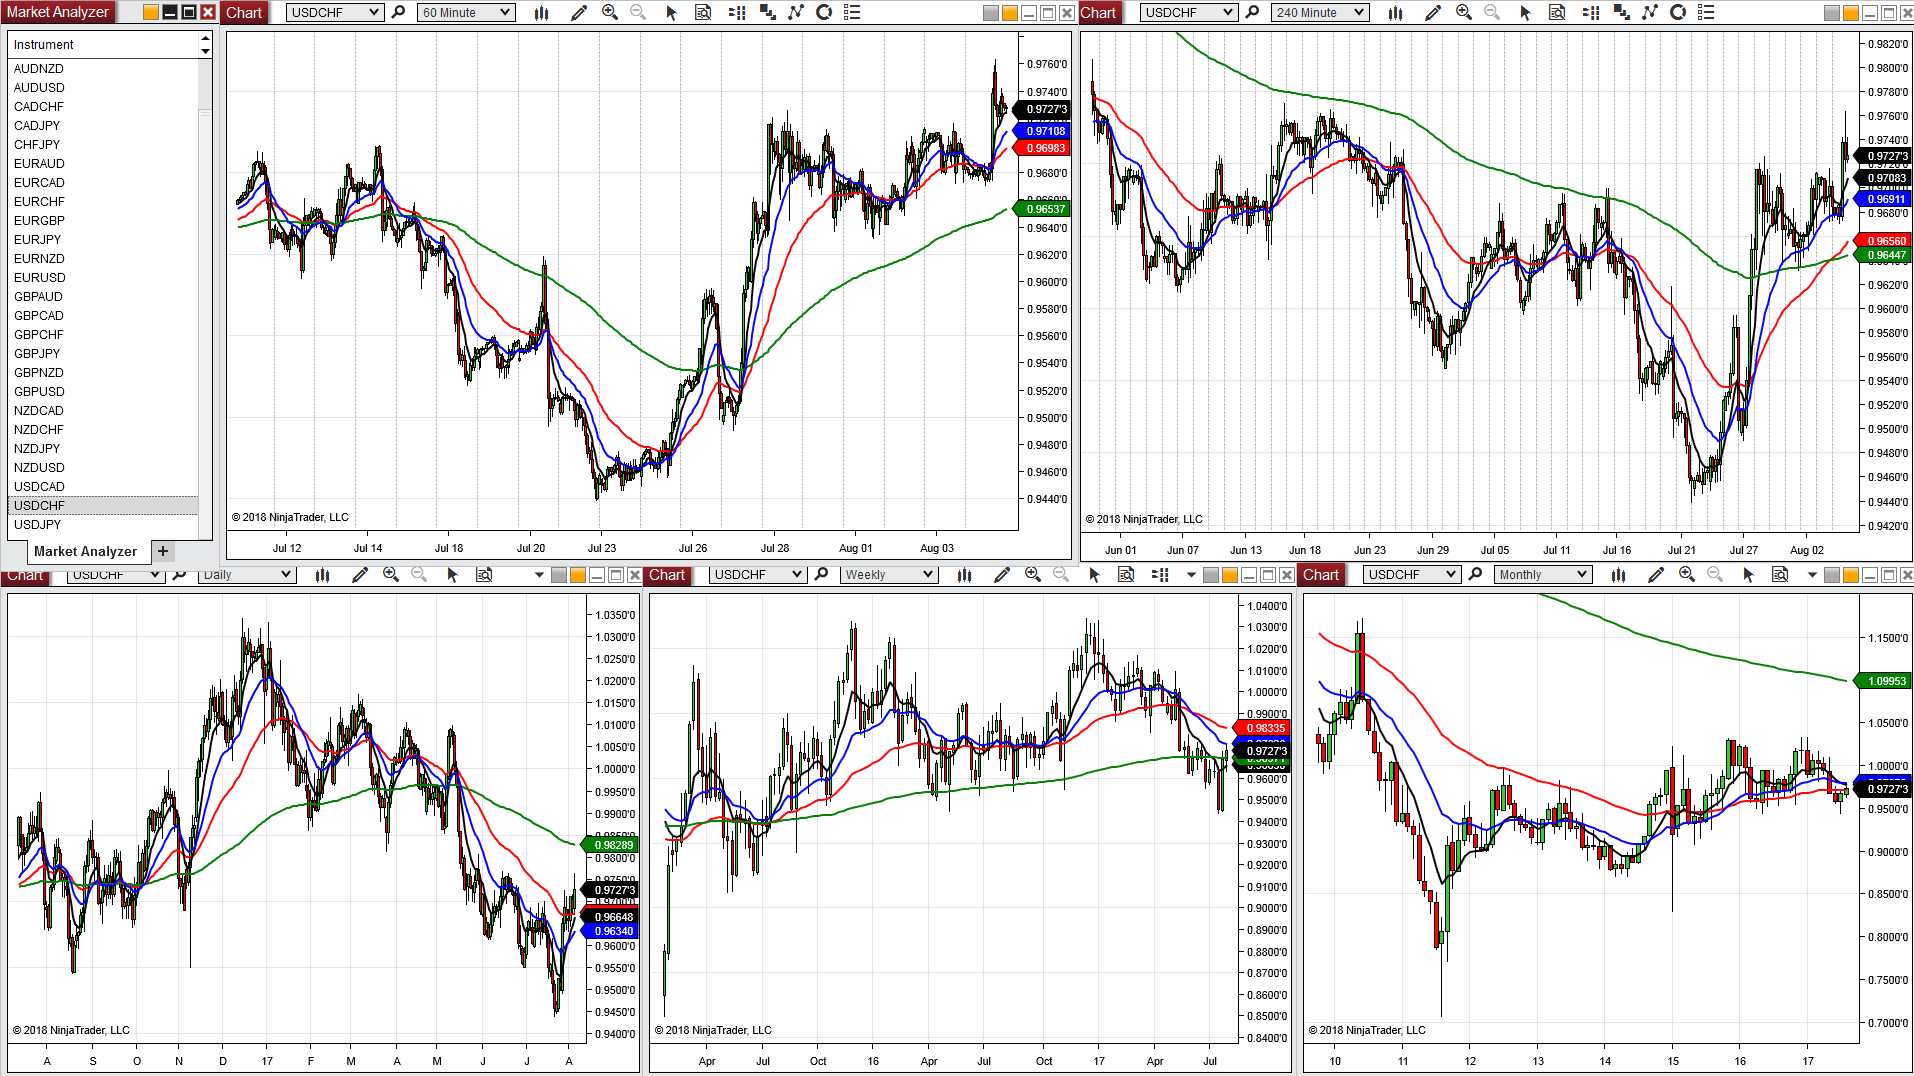 Market Analyzer
Instrument
AUDNZD
AUDUSD
CADCHF
CADJPY
CHFJPY
EURAUD
EURCAD
EURCHF
EURGBP
EURJPY
EURNZD
EURUSD
GBPAUD
GBPCAD
GBPCHF
GBPJPY
GBPNZD
GBPUSD
NZDCAD
NZDCHF
NZDJPY
NZDUSD
USDCAD
USDCHF
USDJPY
Market Analyzer +
Chart USDCHF 60 Minute
0.9760'0
0.9740'0
0.9727'3
0.97108
0.96983
0.9680'0
0.96537
0.9640'0
0.9620'0
0.9600'0
0.9580'0
0.9560'0
0.9540'0
0.9520'0
0.9500'0
0.9480'0
0.9460'0
0.9440'0
© 2018 NinjaTrader, LLC
Jul 12 Jul 14 Jul 18 Jul 20 Jul 23 Jul 26 Jul 28 Aug 01 Aug 03
Chart USDCHF 240 Minute
0.9820'0
0.9800'0
0.9780'0
0.9760'0
0.9740'0
0.9727'3
0.97083
0.96911
0.9680'0
0.96560
0.96447
0.9620'0
0.9600'0
0.9580'0
0.9560'0
0.9540'0
0.9520'0
0.9500'0
0.9480'0
0.9460'0
0.9440'0
0.9420'0
© 2018 NinjaTrader, LLC
Jun 01 Jun 07 Jun 13 Jun 18 Jun 23 Jun 29 Jul 05 Jul 11 Jul 16 Jul 21 Jul 27 Aug 02
Chart USDCHF Daily
1.0350'0
1.0300'0
1.0250'0
1.0200'0
1.0150'0
1.0100'0
1.0050'0
1.0000'0
0.9950'0
0.9900'0
0.98289
0.9800'0
0.9727'3
0.96648
0.96340
0.9600'0
0.9550'0
0.9500'0
0.9450'0
0.9400'0
© 2018 NinjaTrader, LLC
A S O N D 17 F M A M J J A
Chart USDCHF Weekly
1.0400'0
1.0300'0
1.0200'0
1.0100'0
1.0000'0
0.9900'0
0.98335
0.9727'3
0.9600'0
0.9500'0
0.9400'0
0.9300'0
0.9200'0
0.9100'0
0.9000'0
0.8900'0
0.8800'0
0.8700'0
0.8600'0
0.8500'0
0.8400'0
© 2018 NinjaTrader, LLC
Apr Jul Oct 16 Apr Jul Oct 17 Apr Jul
Chart USDCHF Monthly
1.1500'0
1.09953
1.0500'0
1.0000'0
0.9727'3
0.9500'0
0.9000'0
0.8500'0
0.8000'0
0.7500'0
0.7000'0
© 2018 NinjaTrader, LLC
10 11 12 13 14 15 16 17